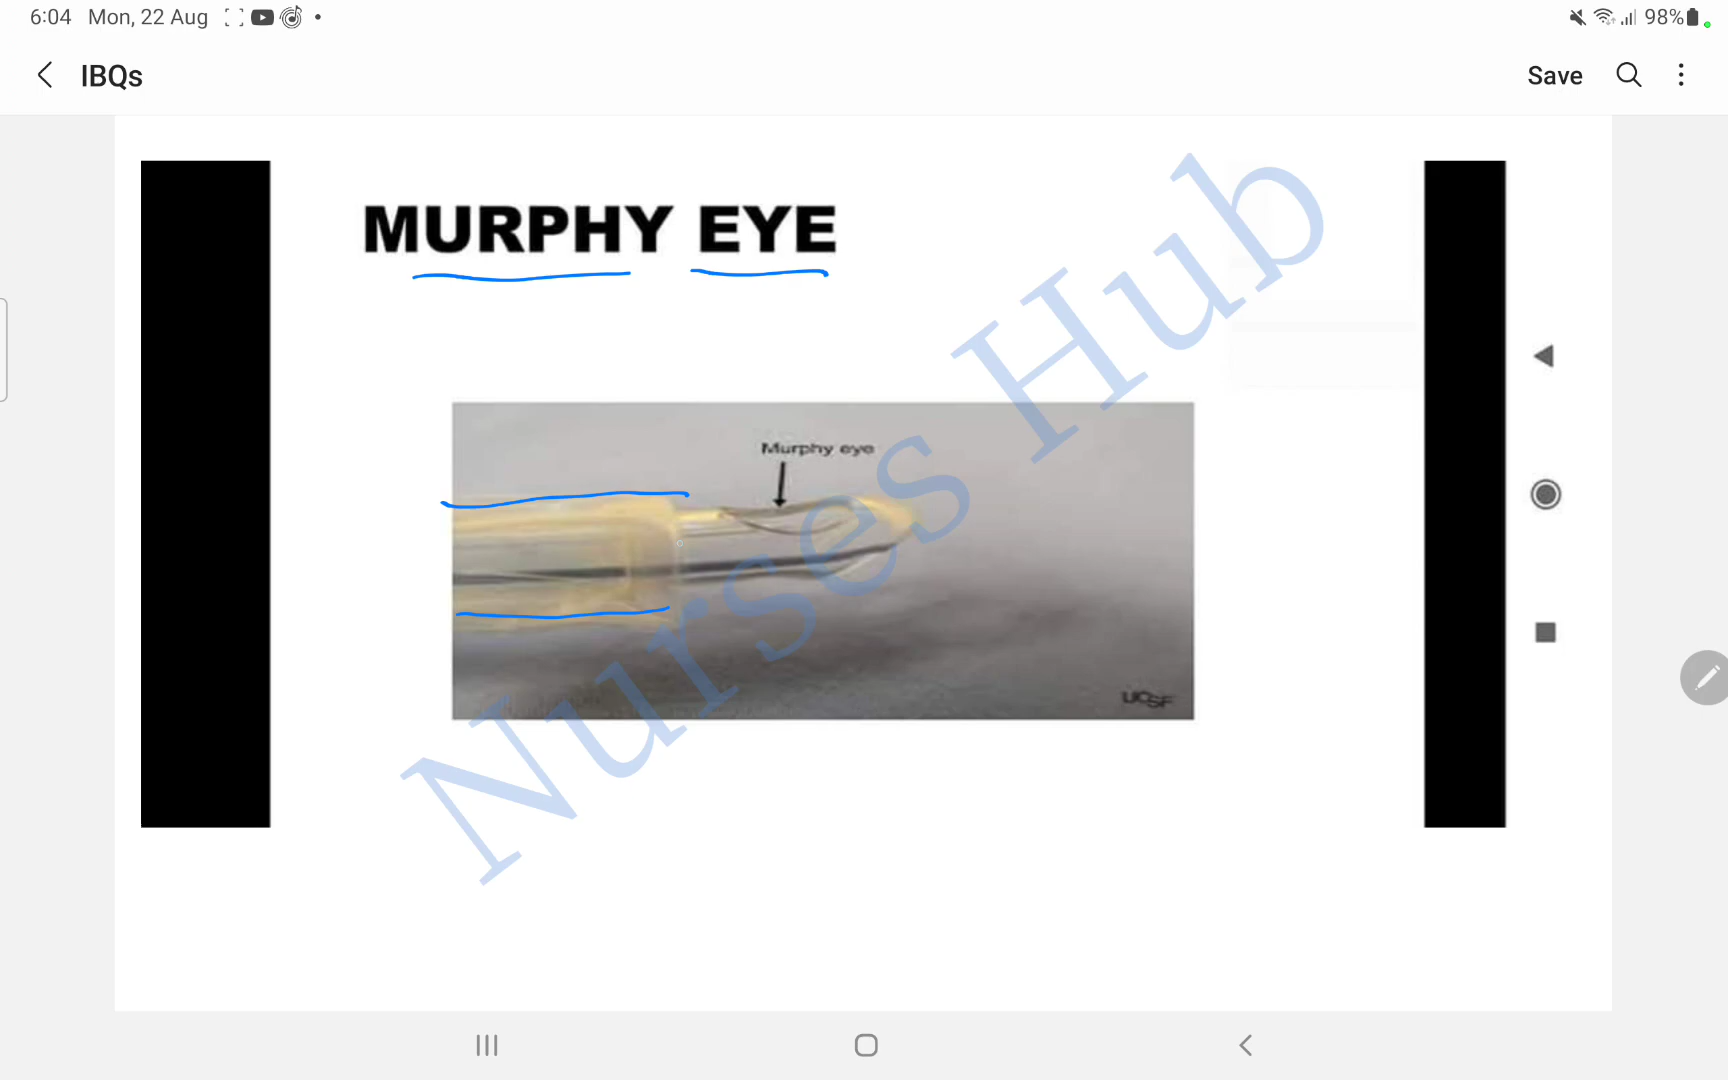 6:04 Mon, 22 Aug
98%
IBQs
Save
MURPHY EYE
Murphy eye
UCSF
Nurses Hub